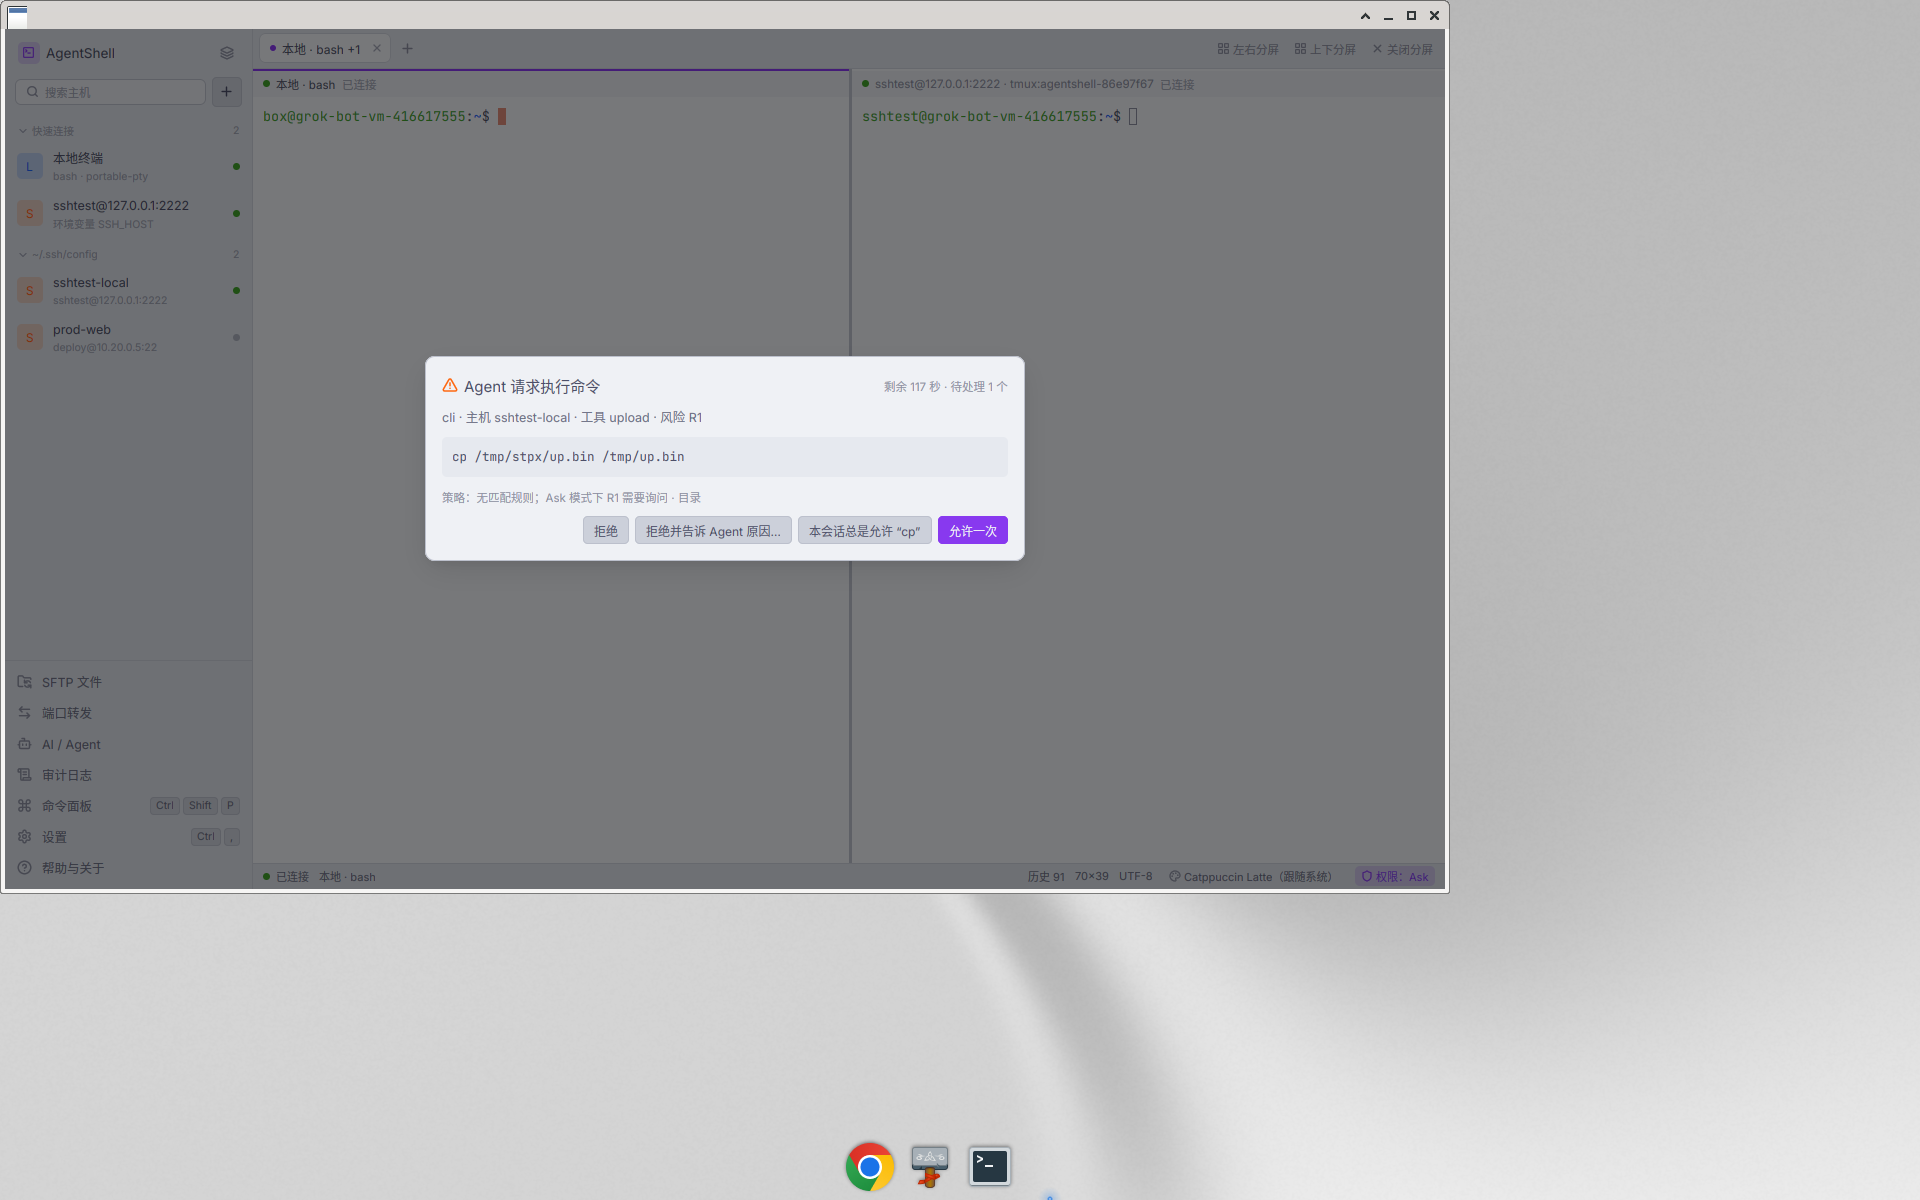 AgentShell
搜索主机
快速连接 2
L 本地终端
bash · portable-pty
S sshtest@127.0.0.1:2222
环境变量 SSH_HOST
~/.ssh/config 2
S sshtest-local
sshtest@127.0.0.1:2222
S prod-web
deploy@10.20.0.5:22
SFTP 文件
端口转发
AI / Agent
审计日志
命令面板 Ctrl Shift P
设置 Ctrl ,
帮助与关于
本地 · bash +1
左右分屏 上下分屏 关闭分屏
本地 · bash 已连接
box@grok-bot-vm-416617555:~$
sshtest@127.0.0.1:2222 · tmux:agentshell-86e97f67 已连接
sshtest@grok-bot-vm-416617555:~$
Agent 请求执行命令 剩余 117 秒 · 待处理 1 个
cli · 主机 sshtest-local · 工具 upload · 风险 R1
cp /tmp/stpx/up.bin /tmp/up.bin
策略：无匹配规则；Ask 模式下 R1 需要询问 · 目录
拒绝 拒绝并告诉 Agent 原因... 本会话总是允许 “cp” 允许一次
已连接 本地 · bash 历史 91 70×39 UTF-8 Catppuccin Latte（跟随系统） 权限：Ask